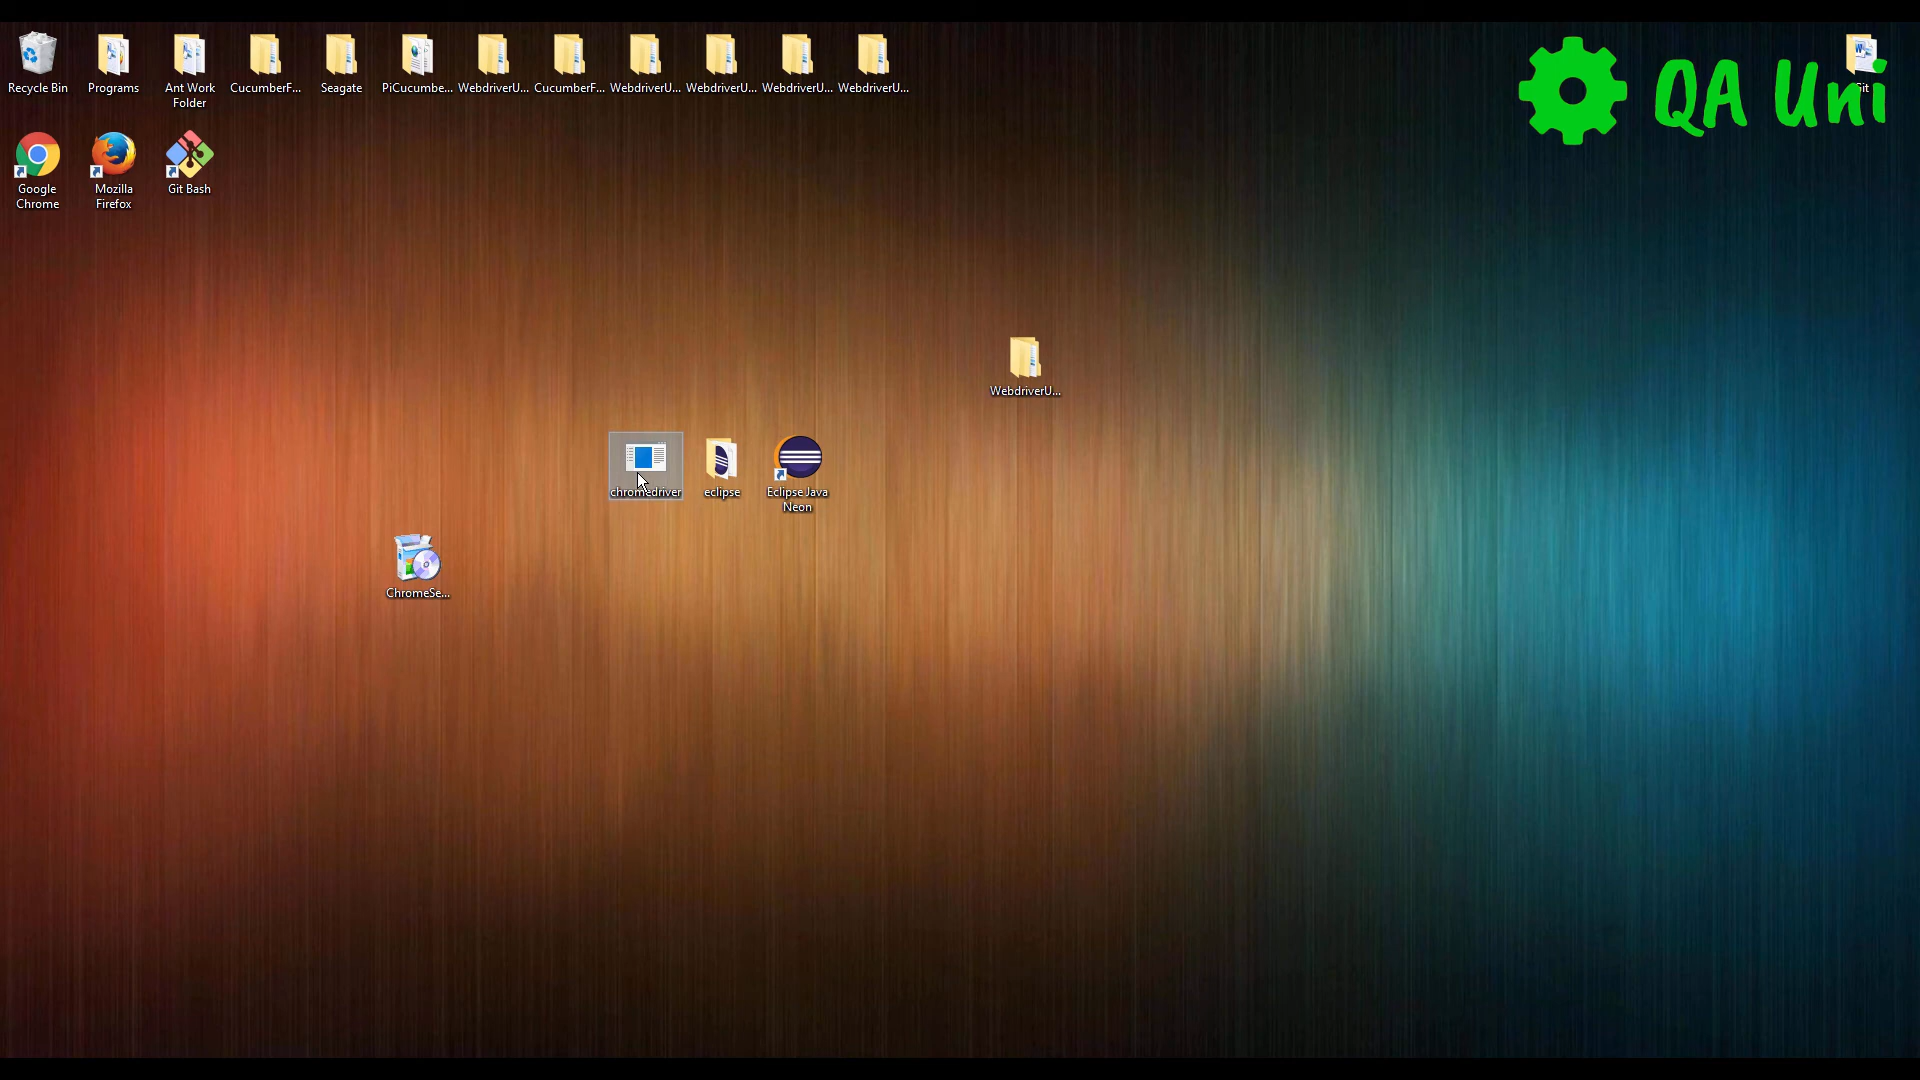 Recycle Bin
Programs
Ant Work
Folder
CucumberF...
Seagate
PiCucumbe...
WebdriverU...
CucumberF...
WebdriverU...
WebdriverU...
WebdriverU...
WebdriverU...
QA Uni
Git
Google
Chrome
Mozilla
Firefox
Git Bash
WebdriverU...
chromedriver
eclipse
Eclipse Java
Neon
ChromeSe...